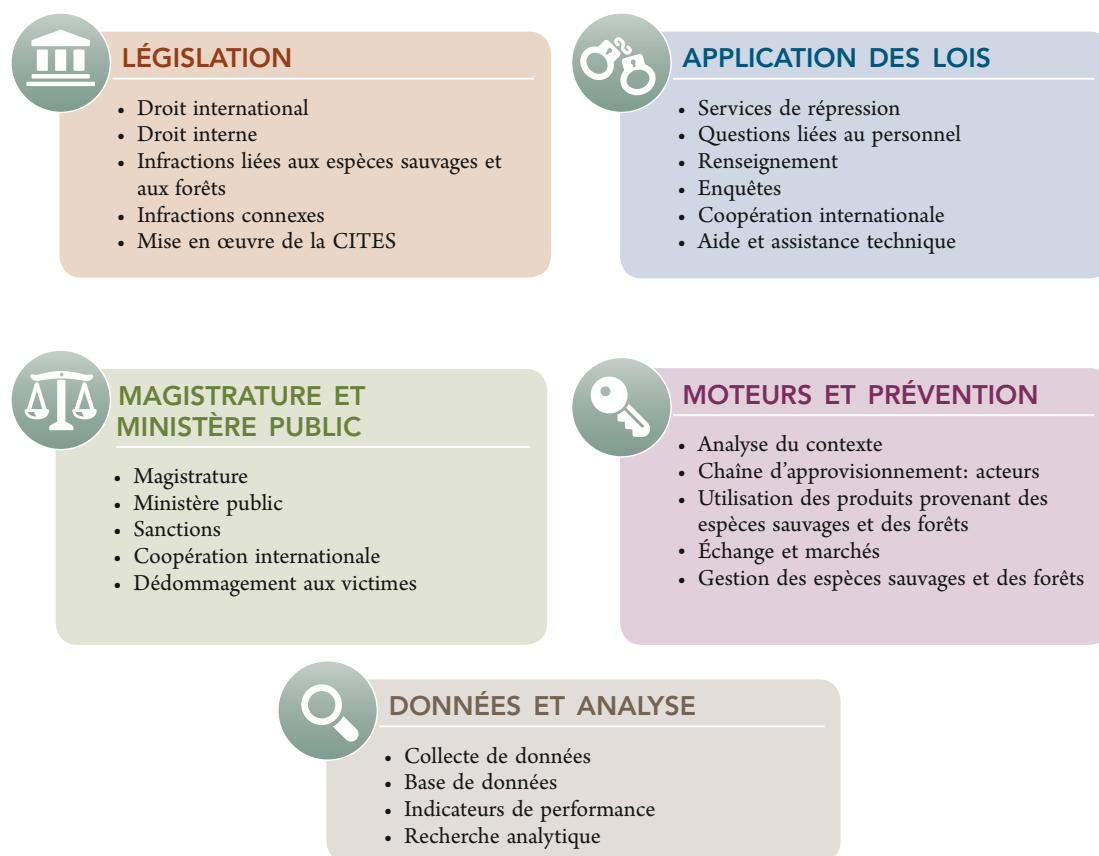 LÉGISLATION
• Droit international
• Droit interne
• Infractions liées aux espèces sauvages et
aux forêts
• Infractions connexes
• Mise en œuvre de la CITES
APPLICATION DES LOIS
• Services de répression
• Questions liées au personnel
• Renseignement
• Enquêtes
• Coopération internationale
• Aide et assistance technique
MAGISTRATURE ET
MINISTÈRE PUBLIC
• Magistrature
• Ministère public
• Sanctions
• Coopération internationale
• Dédommagement aux victimes
MOTEURS ET PRÉVENTION
• Analyse du contexte
• Chaîne d’approvisionnement: acteurs
• Utilisation des produits provenant des
espèces sauvages et des forêts
• Échange et marchés
• Gestion des espèces sauvages et des forêts
DONNÉES ET ANALYSE
• Collecte de données
• Base de données
• Indicateurs de performance
• Recherche analytique